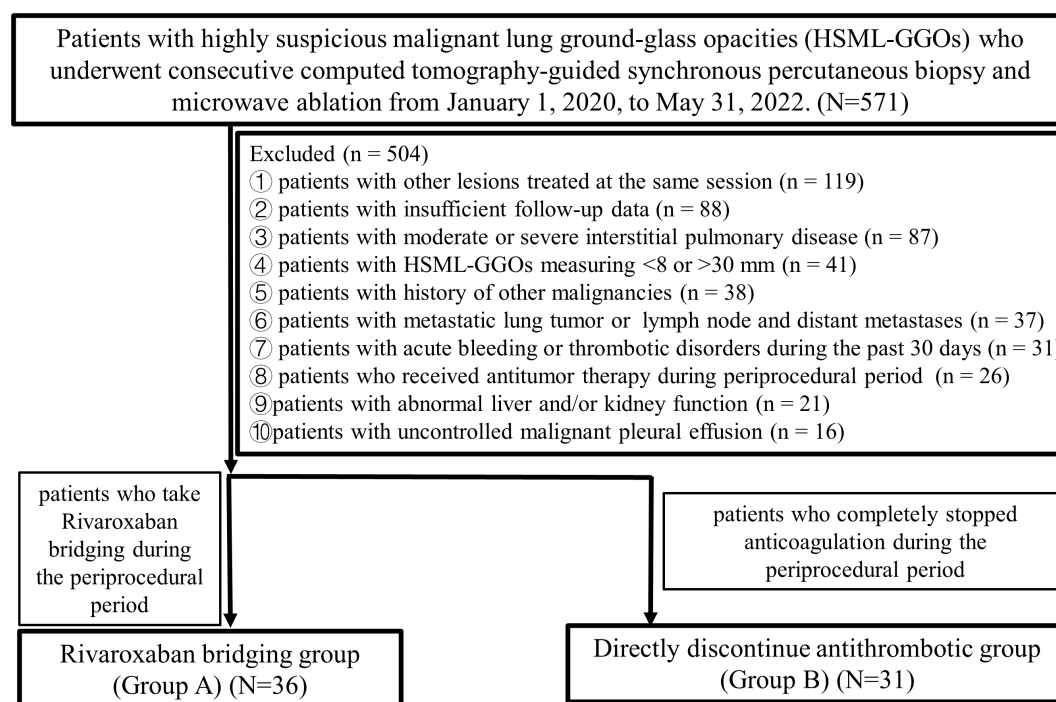 Patients with highly suspicious malignant lung ground-glass opacities (HSML-GGOs) who
underwent consecutive computed tomography-guided synchronous percutaneous biopsy and
microwave ablation from January 1, 2020, to May 31, 2022. (N=571)
Excluded (n = 504)
① patients with other lesions treated at the same session (n = 119)
② patients with insufficient follow-up data (n = 88)
③ patients with moderate or severe interstitial pulmonary disease (n = 87)
④ patients with HSML-GGOs measuring <8 or >30 mm (n = 41)
⑤ patients with history of other malignancies (n = 38)
⑥ patients with metastatic lung tumor or lymph node and distant metastases (n = 37)
⑦ patients with acute bleeding or thrombotic disorders during the past 30 days (n = 31)
⑧ patients who received antitumor therapy during periprocedural period (n = 26)
⑨patients with abnormal liver and/or kidney function (n = 21)
⑩patients with uncontrolled malignant pleural effusion (n = 16)
patients who take
Rivaroxaban
bridging during
the periprocedural
period
patients who completely stopped
anticoagulation during the
periprocedural period
Rivaroxaban bridging group
(Group A) (N=36)
Directly discontinue antithrombotic group
(Group B) (N=31)